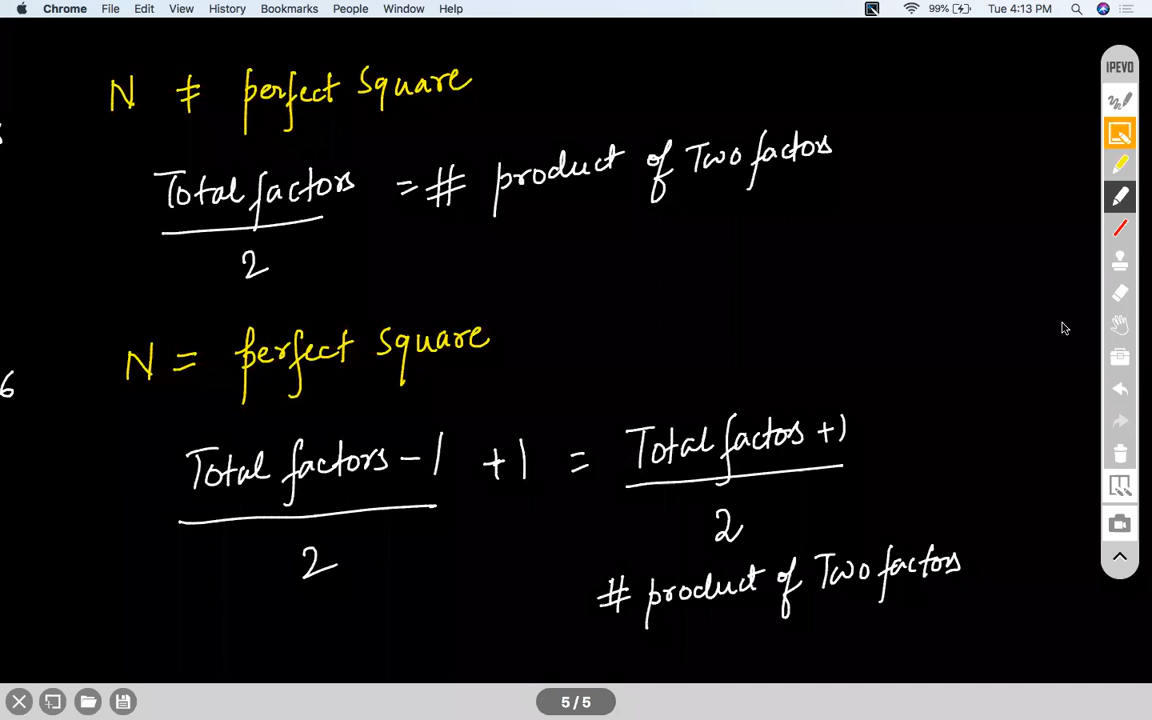 Chrome File Edit View History Bookmarks People Window Help 99% Tue 4:13 PM
IPEVO
N ≠ perfect square
Total factors = # product of Two factors
2
N = perfect square
6
Total factors - 1 + 1 = Total factors + 1
2 2
# product of Two factors
5 / 5